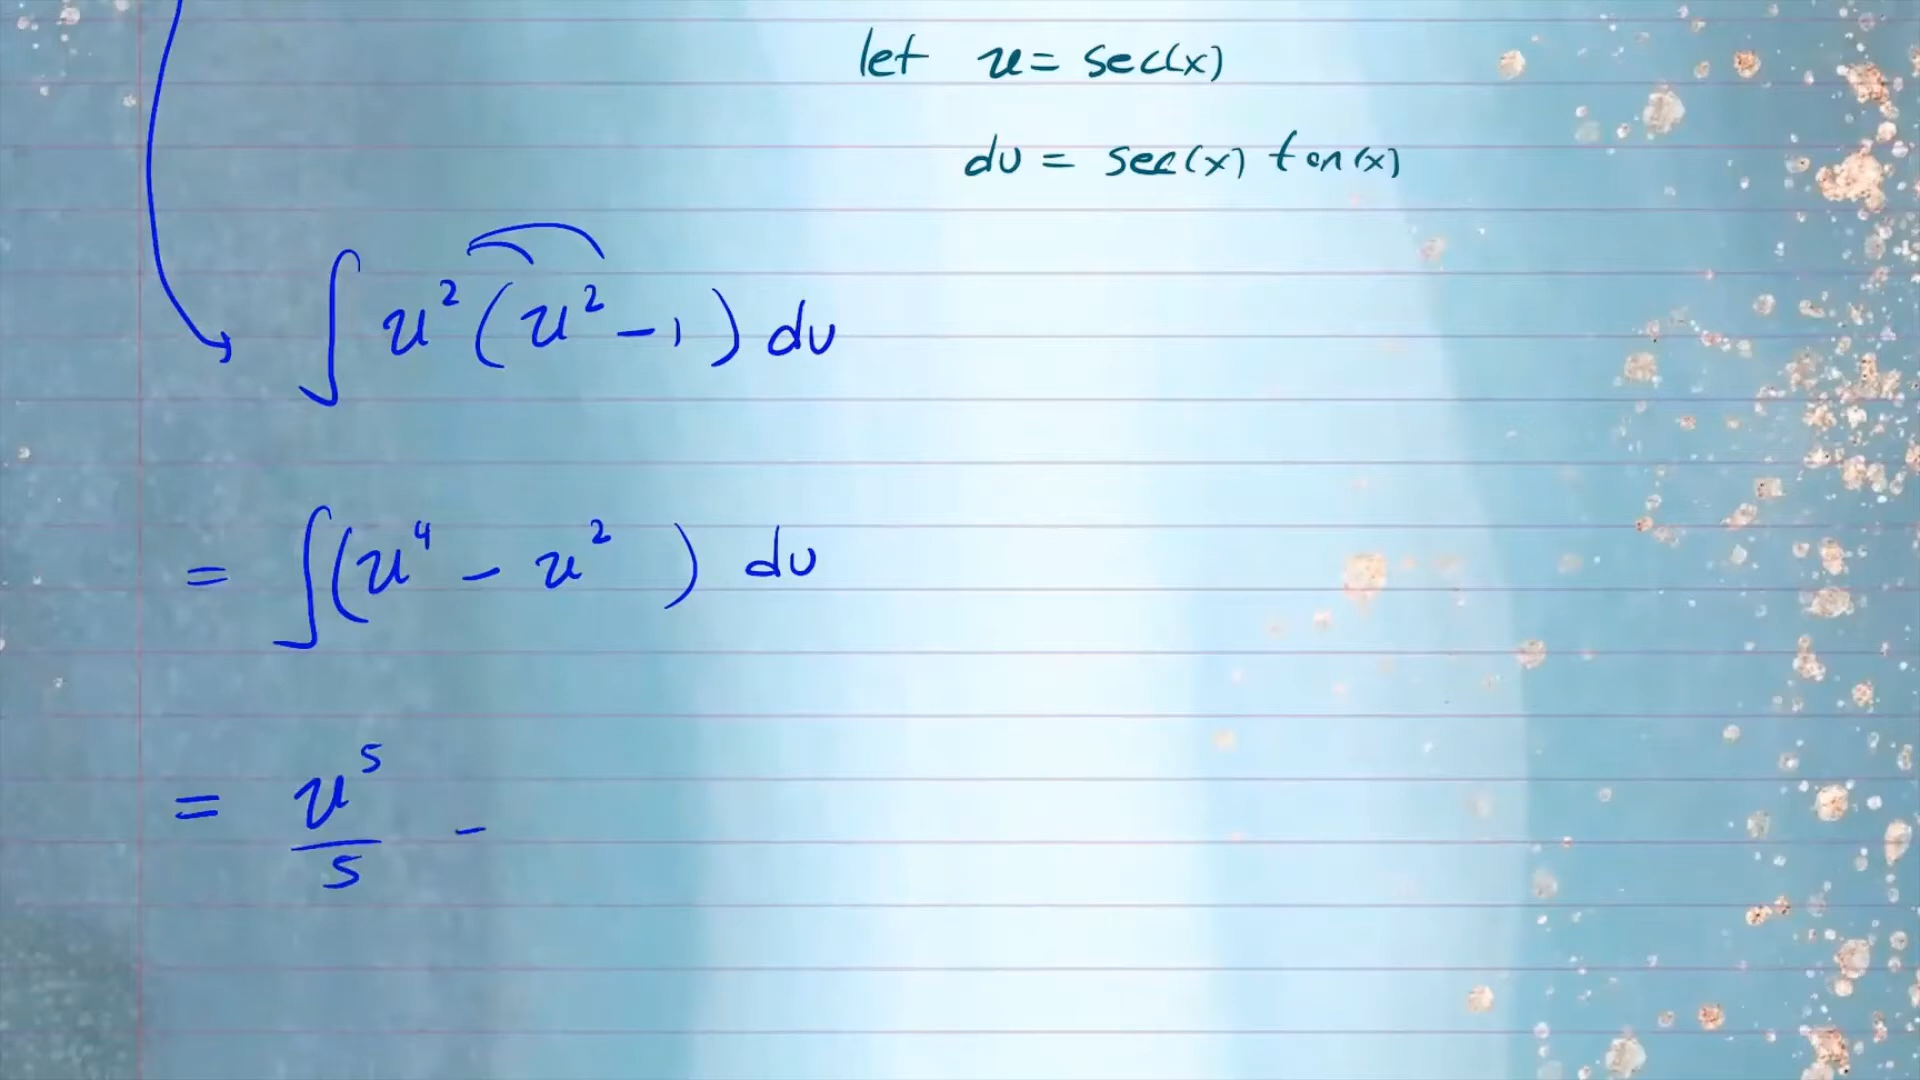 let u = sec(x)
du = sec(x) tan(x)
∫ u² (u² - 1) du
= ∫ (u⁴ - u²) du
= u⁵/5 -